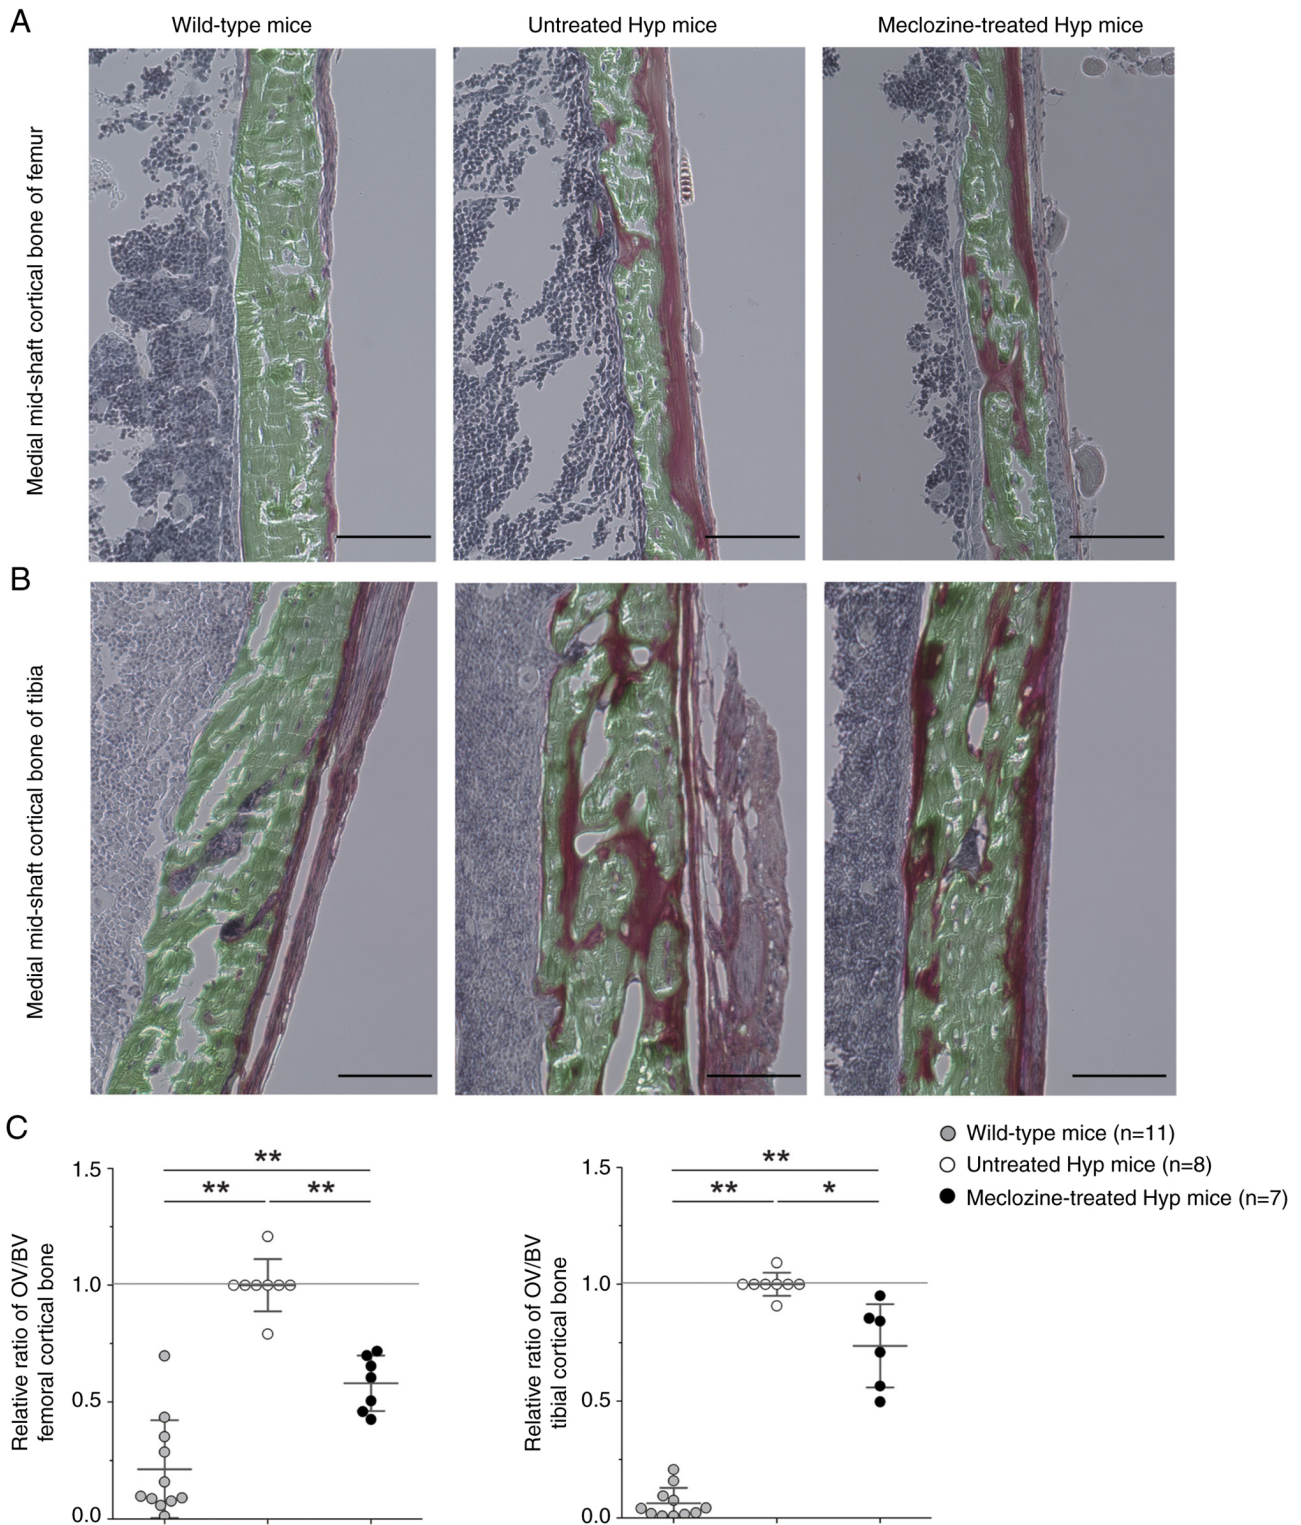 A
Wild-type mice
Untreated Hyp mice
Meclozine-treated Hyp mice
Medial mid-shaft cortical bone of femur
B
Medial mid-shaft cortical bone of tibia
C
Wild-type mice (n=11)
Untreated Hyp mice (n=8)
Meclozine-treated Hyp mice (n=7)
Relative ratio of OV/BV
femoral cortical bone
1.5
1.0
0.5
0.0
**
**
**
Relative ratio of OV/BV
tibial cortical bone
1.5
1.0
0.5
0.0
**
**
*